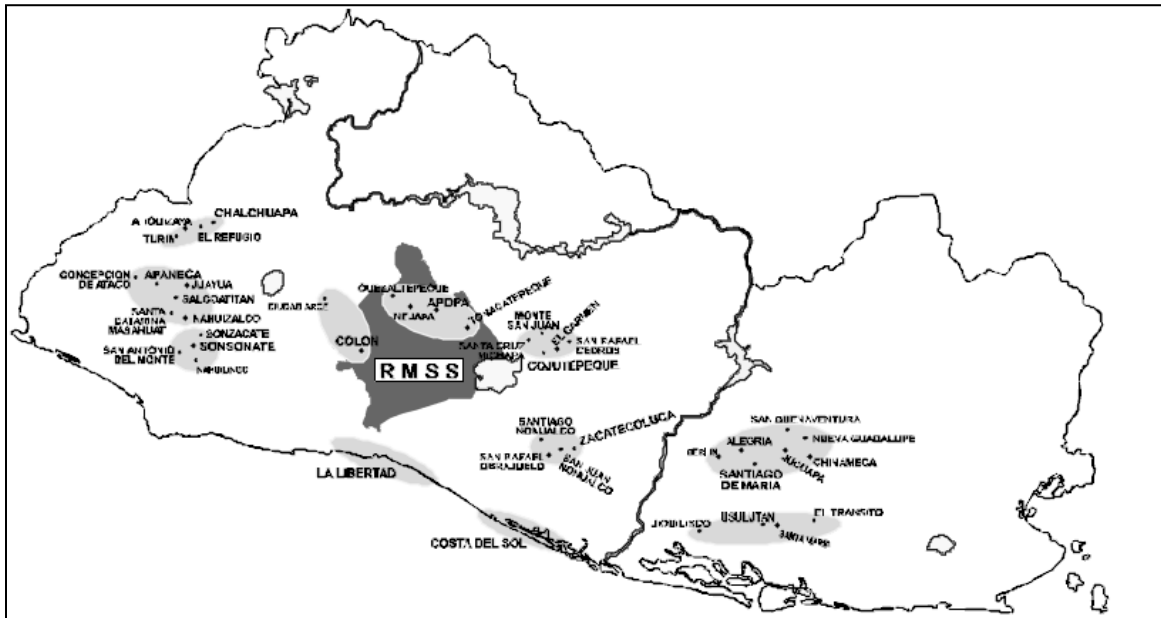 CHALCHUAPA
TURIN
EL REFUGIO
CONCEPCION
DE ATACO
APANECA
JUAYUA
SALCOATITAN
SANTA
CATARINA
MASAHUAT
NAHUIZALCO
SONZACATE
SONSONATE
SAN ANTONIO
DEL MONTE
CIUDAD ARCE
COLON
QUEZALTEPEQUE
NEJAPA
APOPA
TONACATEPEQUE
RMSS
MONTE
SAN JUAN
EL CARMEN
SANTA CRUZ
MICHAPA
SAN RAFAEL
CEDROS
COJUTEPEQUE
SANTIAGO
NONUALCO
ZACATECOLUCA
SAN RAFAEL
OBRAJUELO
SAN JUAN
NONUALCO
LA LIBERTAD
COSTA DEL SOL
SAN BUENAVENTURA
NUEVA GUADALUPE
ALEGRIA
BERLIN
JUCUAPA
CHINAMECA
SANTIAGO
DE MARIA
EL TRANSITO
USULUTAN
JIQUILISCO